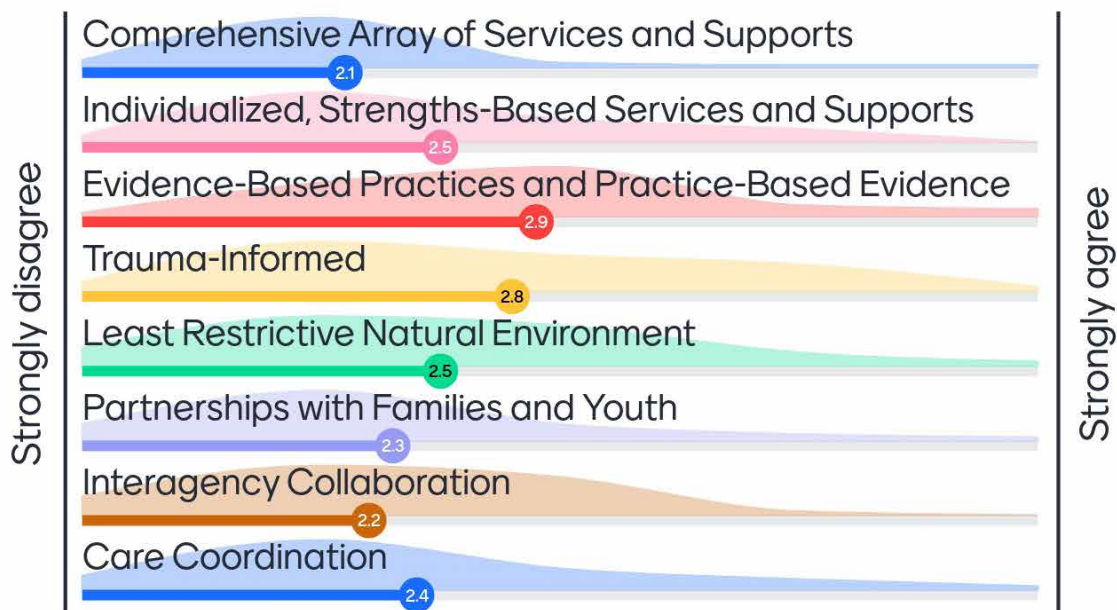 Strongly disagree
Comprehensive Array of Services and Supports
2.1
Individualized, Strengths-Based Services and Supports
2.5
Evidence-Based Practices and Practice-Based Evidence
2.9
Trauma-Informed
2.8
Least Restrictive Natural Environment
2.5
Partnerships with Families and Youth
2.3
Interagency Collaboration
2.2
Care Coordination
2.4
Strongly agree